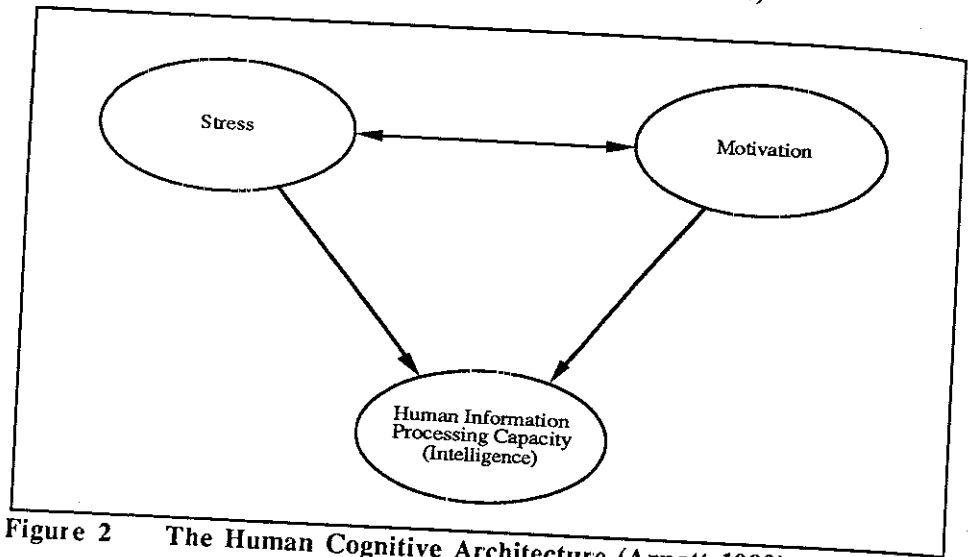 Stress
Motivation
Human Information
Processing Capacity
(Intelligence)
Figure 2 The Human Cognitive Architecture